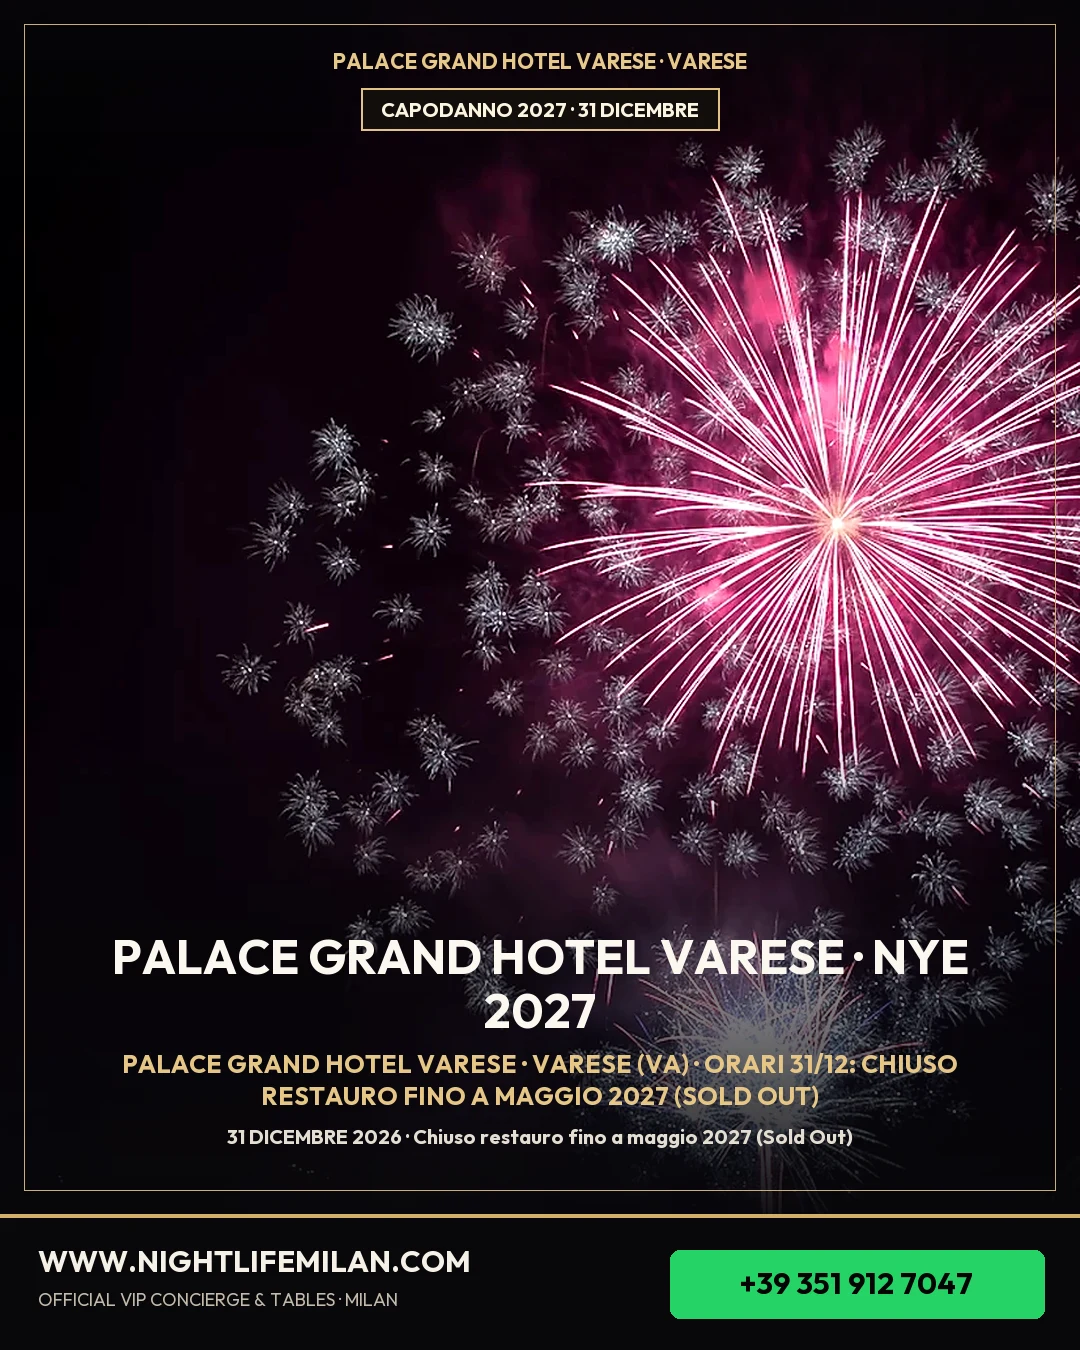 PALACE GRAND HOTEL VARESE · VARESE
CAPODANNO 2027 · 31 DICEMBRE
PALACE GRAND HOTEL VARESE · NYE
2027
PALACE GRAND HOTEL VARESE · VARESE (VA) · ORARI 31/12: CHIUSO
RESTAURO FINO A MAGGIO 2027 (SOLD OUT)
31 DICEMBRE 2026 · Chiuso restauro fino a maggio 2027 (Sold Out)
WWW.NIGHTLIFEMILAN.COM
OFFICIAL VIP CONCIERGE & TABLES · MILAN
+39 351 912 7047